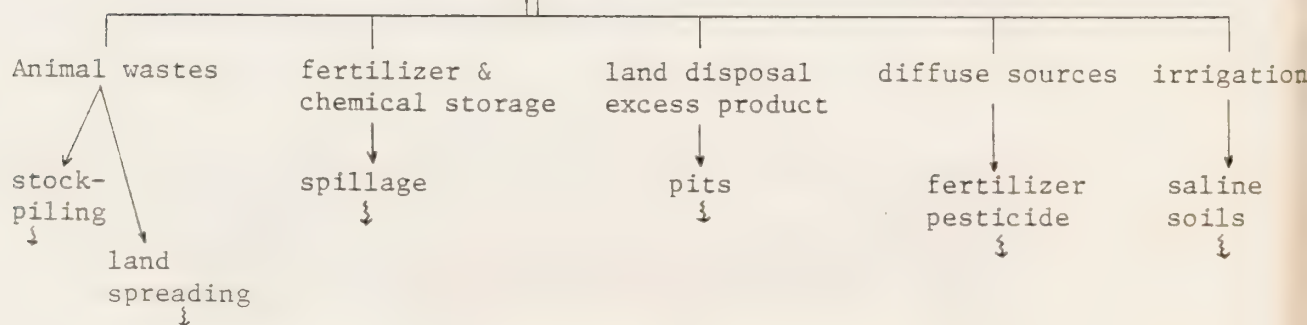 Animal wastes
fertilizer &
chemical storage
land disposal
excess product
diffuse sources
irrigation
stock-
piling
land
spreading
spillage
pits
fertilizer
pesticide
saline
soils